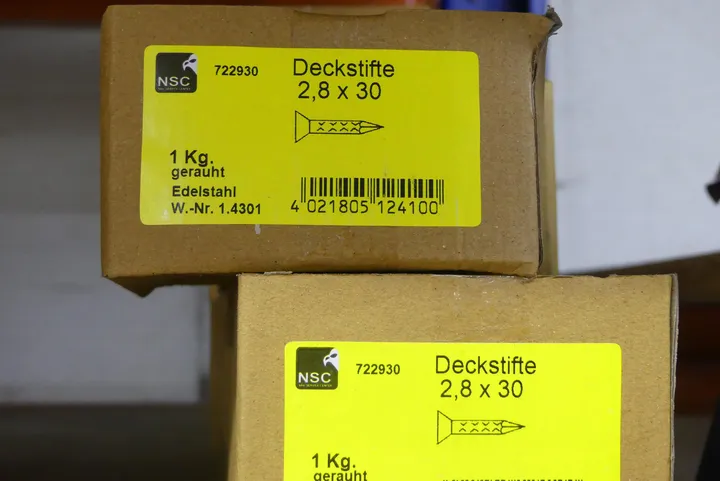 NSC
722930
Deckstifte
2,8 x 30
1 Kg.
gerauht
Edelstahl
W.-Nr. 1.4301
4 021805 124100
NSC
722930
Deckstifte
2,8 x 30
1 Kg.
gerauht